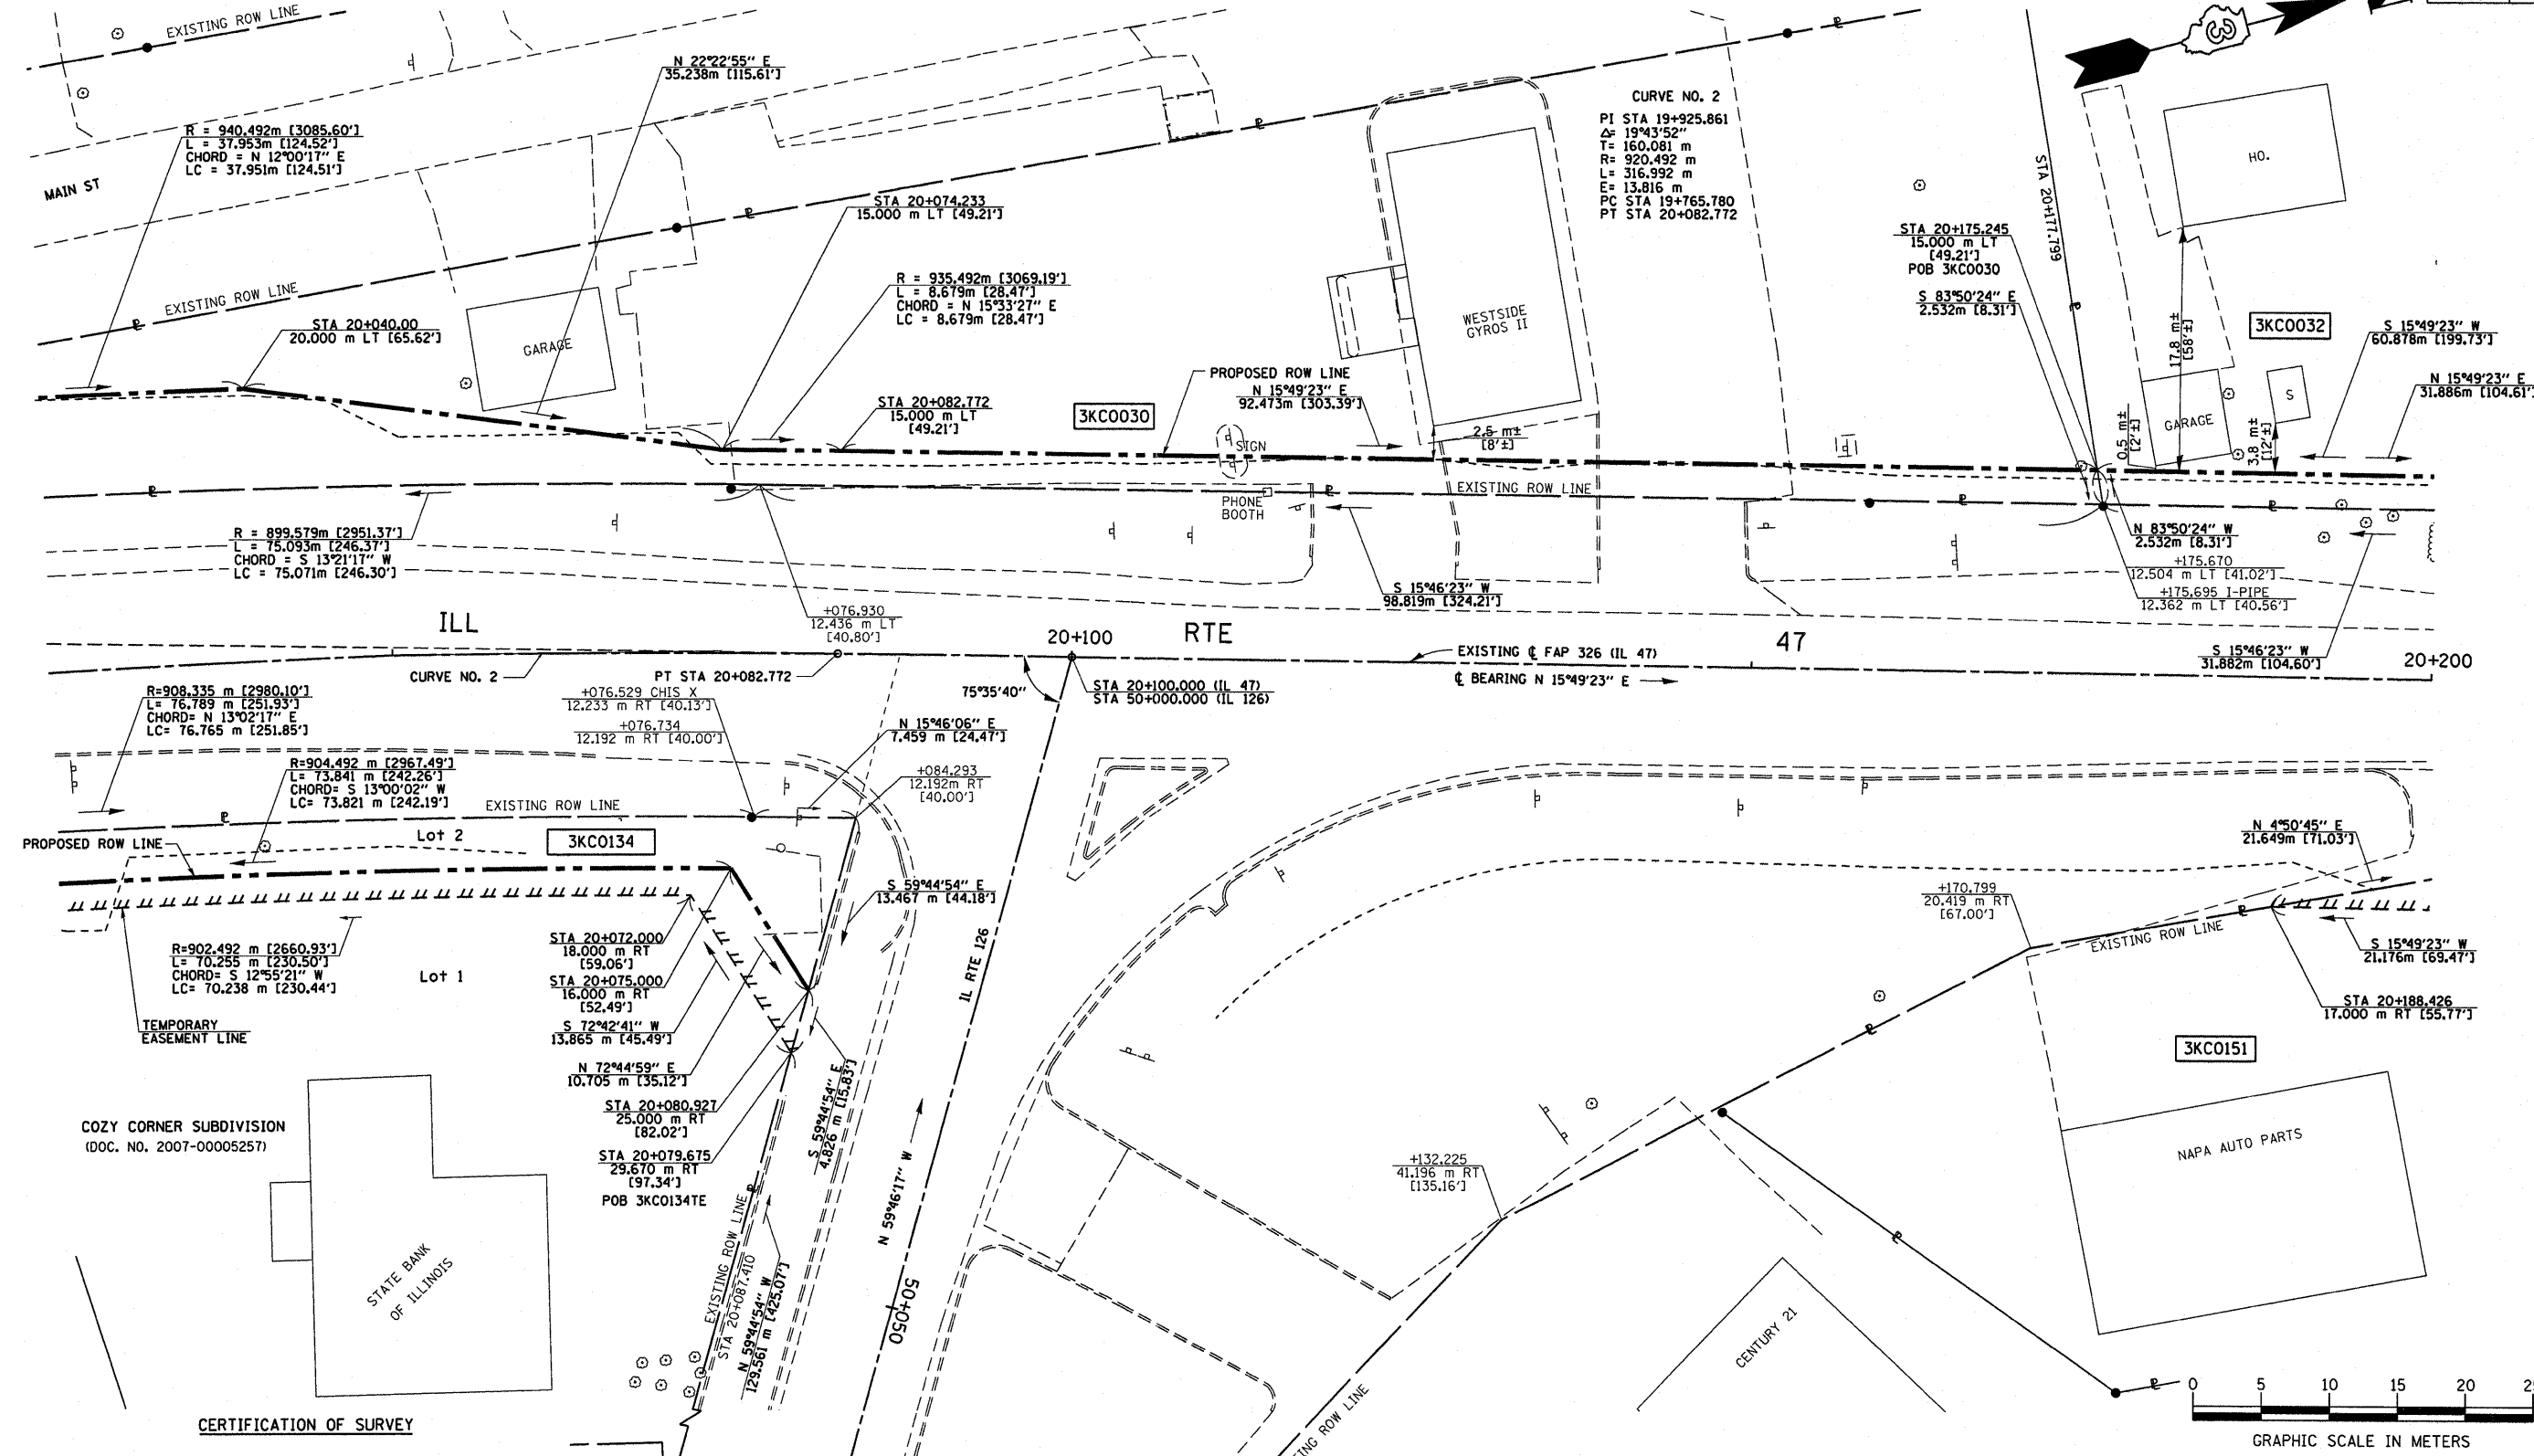 EXISTING ROW LINE
N 22°22'55" E
35.238m [115.61']
R = 940.492m [3085.60']
L = 37.953m [124.52']
CHORD = N 12°00'17" E
LC = 37.951m [124.51']
MAIN ST
CURVE NO. 2
PI STA 19+925.861
Δ= 19°43'52"
T= 160.081 m
R= 920.492 m
L= 316.992 m
E= 13.816 m
PC STA 19+765.780
PT STA 20+082.772
3
HO.
STA 20+177.799
STA 20+074.233
15.000 m LT [49.21']
R = 935.492m [3069.19']
L = 8.679m [28.47']
CHORD = N 15°33'27" E
LC = 8.679m [28.47']
STA 20+175.245
15.000 m LT
[49.21']
POB 3KC0030
S 83°50'24" E
2.532m [8.31']
EXISTING ROW LINE
STA 20+040.00
20.000 m LT [65.62']
GARAGE
WESTSIDE
GYROS II
3KC0032
17.8 m±
[58'±]
S 15°49'23" W
60.878m [199.73']
N 15°49'23" E
31.886m [104.61']
S
GARAGE
0.5 m±
[2'±]
3.8 m±
[12'±]
STA 20+082.772
15.000 m LT
[49.21']
3KC0030
PROPOSED ROW LINE
N 15°49'23" E
92.473m [303.39']
SIGN
2.5 m±
[8'±]
EXISTING ROW LINE
PHONE
BOOTH
R = 899.579m [2951.37']
L = 75.093m [246.37']
CHORD = S 13°21'17" W
LC = 75.071m [246.30']
N 83°50'24" W
2.532m [8.31']
+175.670
12.504 m LT [41.02']
+175.695 I-PIPE
12.362 m LT [40.56']
S 15°46'23" W
98.819m [324.21']
+076.930
12.436 m LT
[40.80']
ILL
RTE
47
20+100
EXISTING ℄ FAP 326 (IL 47)
℄ BEARING N 15°49'23" E
S 15°46'23" W
31.882m [104.60']
20+200
CURVE NO. 2
PT STA 20+082.772
75°35'40"
STA 20+100.000 (IL 47)
STA 50+000.000 (IL 126)
R=908.335 m [2980.10']
L= 76.789 m [251.93']
CHORD= N 13°02'17" E
LC= 76.765 m [251.85']
+076.529 CHIS X
12.233 m RT [40.13']
+076.734
12.192 m RT [40.00']
N 15°46'06" E
7.459 m [24.47']
+084.293
12.192m RT
[40.00']
R=904.492 m [2967.49']
L= 73.841 m [242.26']
CHORD= S 13°00'02" W
LC= 73.821 m [242.19']
EXISTING ROW LINE
Lot 2
3KC0134
PROPOSED ROW LINE
N 4°50'45" E
21.649m [71.03']
S 59°44'54" E
13.467 m [44.18']
+170.799
20.419 m RT
[67.00']
EXISTING ROW LINE
S 15°49'23" W
21.176m [69.47']
STA 20+188.426
17.000 m RT [55.77']
R=902.492 m [2660.93']
L= 70.255 m [230.50']
CHORD= S 12°55'21" W
LC= 70.238 m [230.44']
Lot 1
STA 20+072.000
18.000 m RT
[59.06']
STA 20+075.000
16.000 m RT
[52.49']
S 72°42'41" W
13.865 m [45.49']
N 72°44'59" E
10.705 m [35.12']
STA 20+080.927
25.000 m RT
[82.02']
STA 20+079.675
29.670 m RT
[97.34']
POB 3KC0134TE
TEMPORARY
EASEMENT LINE
IL RTE 126
S 59°44'54" E
4.826 m [15.83']
N 59°46'17" W
50+050
3KC0151
NAPA AUTO PARTS
+132.225
41.196 m RT
[135.16']
CENTURY 21
COZY CORNER SUBDIVISION
(DOC. NO. 2007-00005257)
STATE BANK
OF ILLINOIS
EXISTING ROW LINE
STA 20+087.410
N 59°44'54" W
129.561 m [425.07']
CERTIFICATION OF SURVEY
ROW LINE
0 5 10 15 20
GRAPHIC SCALE IN METERS